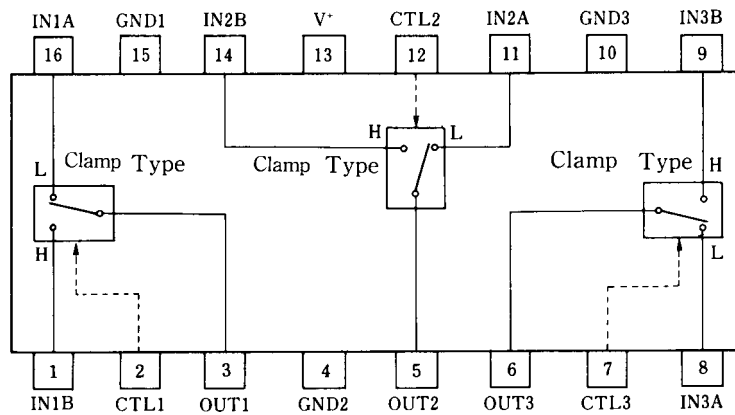 IN1A GND1 IN2B V+ CTL2 IN2A GND3 IN3B
16 15 14 13 12 11 10 9
H L
L Clamp Type Clamp Type Clamp Type H
H L
1 2 3 4 5 6 7 8
IN1B CTL1 OUT1 GND2 OUT2 OUT3 CTL3 IN3A